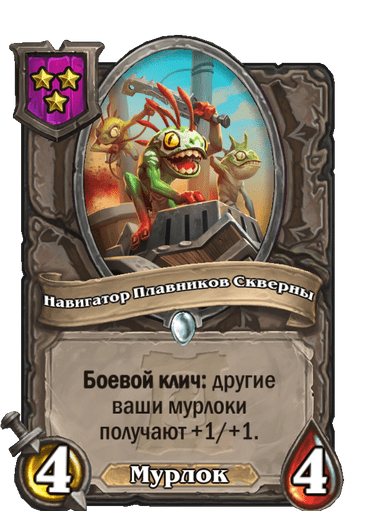 Навигатор Плавников Скверны
Боевой клич: другие
ваши мурлоки
получают +1/+1.
4
Мурлок
4